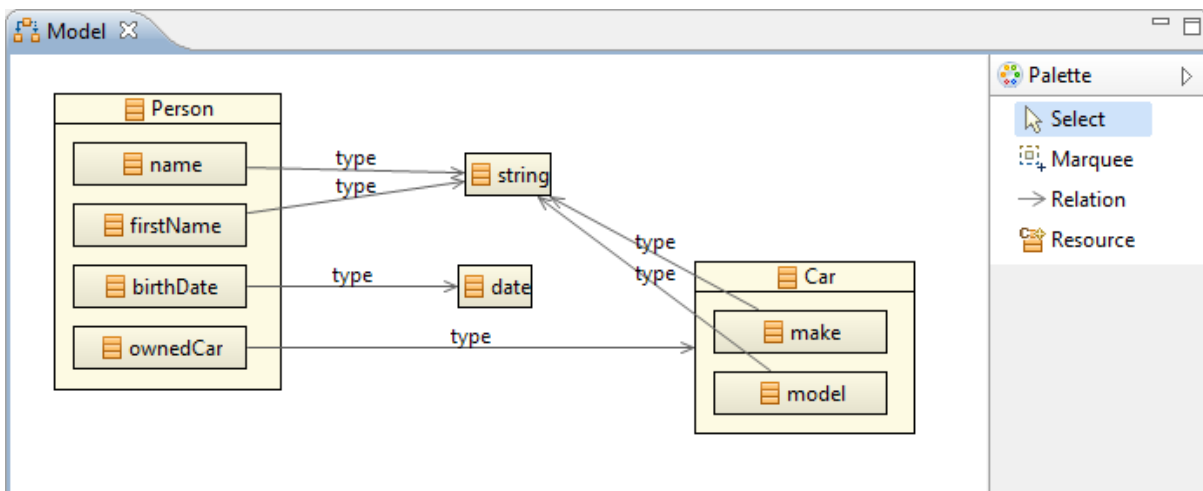 Model
Palette
Select
Marquee
Relation
Resource
Person
name
firstName
birthDate
ownedCar
type
type
type
type
string
date
type
type
Car
make
model